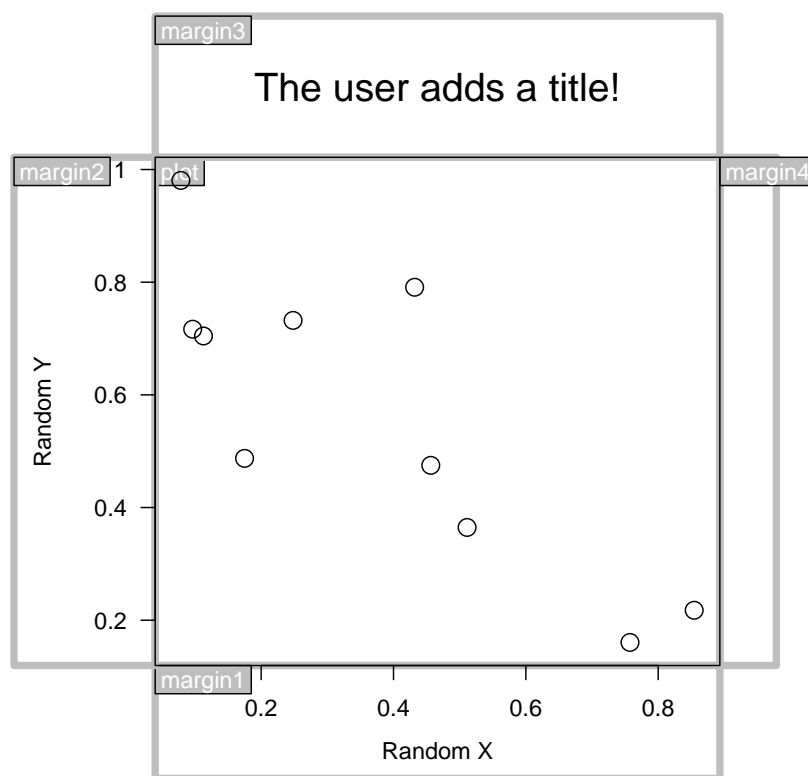 margin3
The user adds a title!
margin2
1
plot
margin4
0.8
0.6
0.4
0.2
Random Y
margin1
0.2
0.4
0.6
0.8
Random X